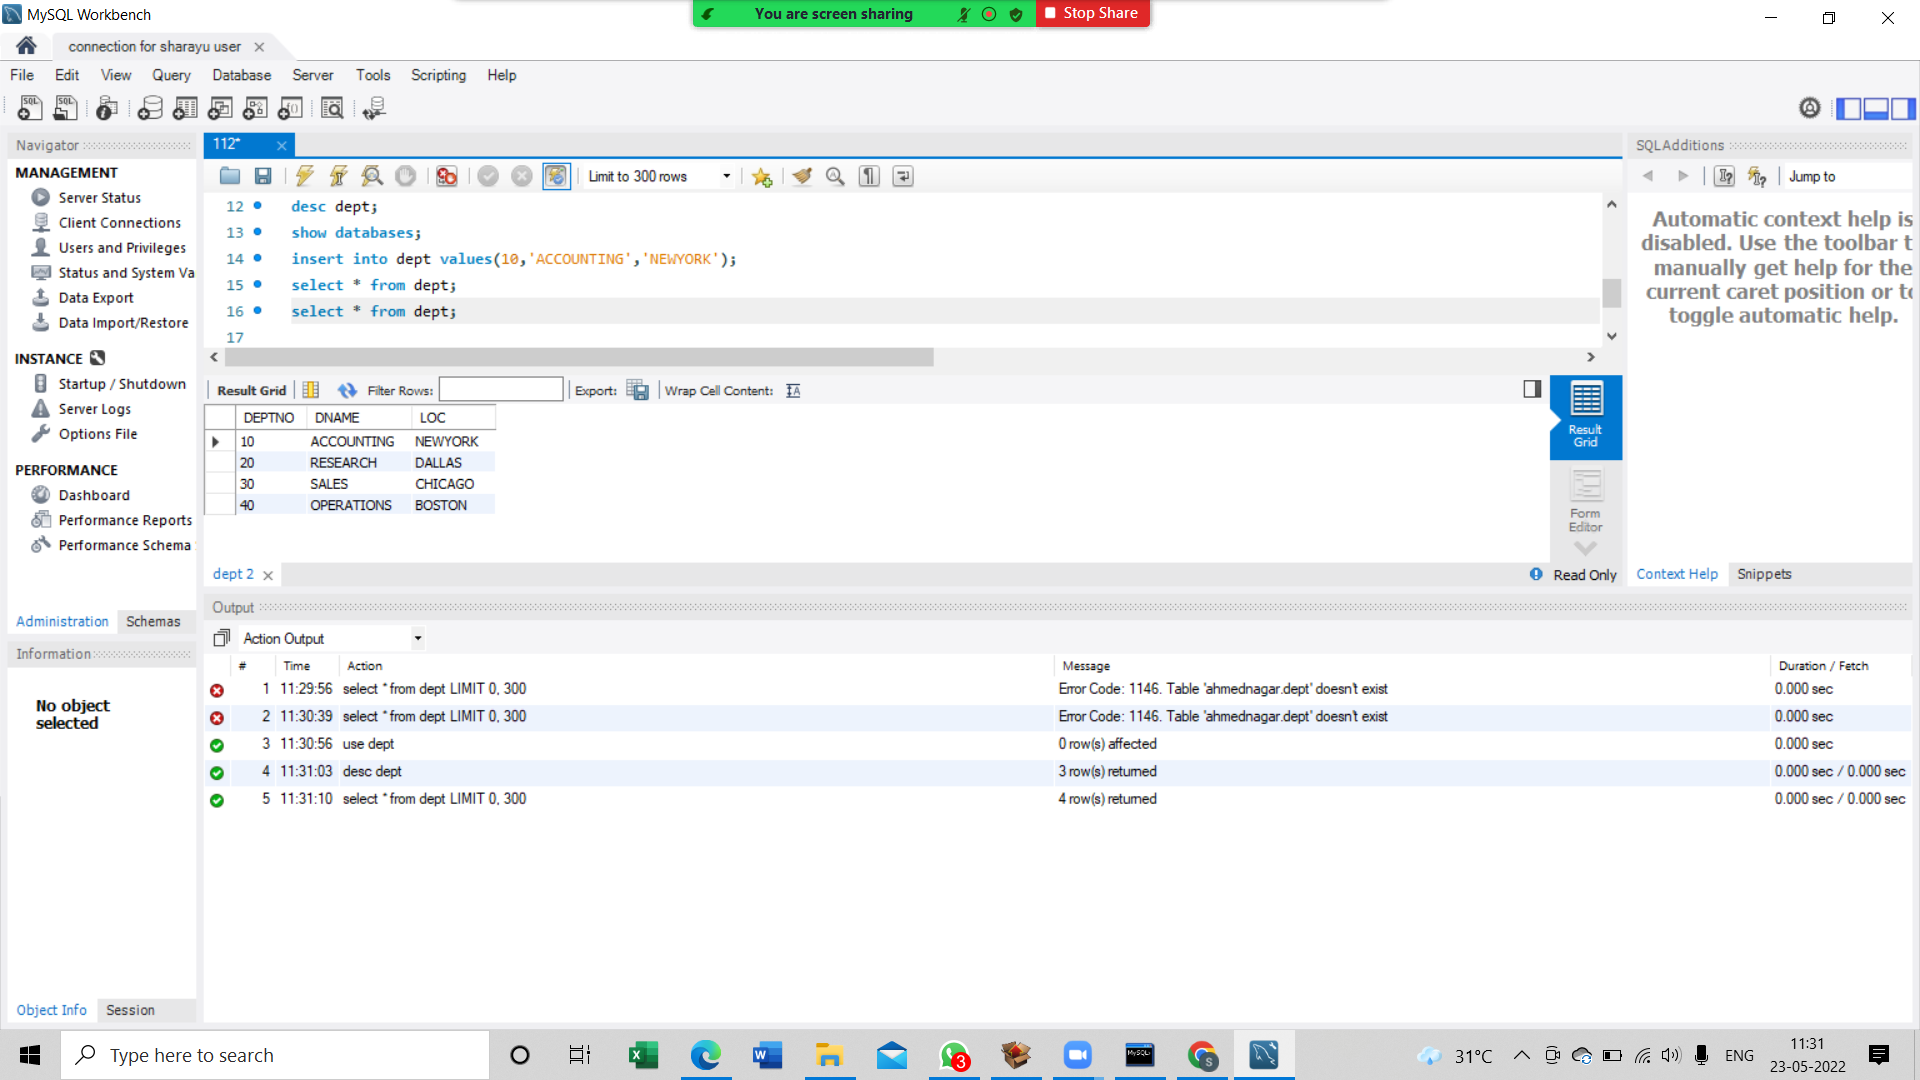 MySQL Workbench
You are screen sharing
Stop Share
connection for sharayu user
File Edit View Query Database Server Tools Scripting Help
Navigator
MANAGEMENT
Server Status
Client Connections
Users and Privileges
Status and System Va
Data Export
Data Import/Restore
INSTANCE
Startup / Shutdown
Server Logs
Options File
PERFORMANCE
Dashboard
Performance Reports
Performance Schema
Administration Schemas
Information
No object
selected
Object Info Session
112*
Limit to 300 rows
12 desc dept;
13 show databases;
14 insert into dept values(10,'ACCOUNTING','NEWYORK');
15 select * from dept;
16 select * from dept;
17
Result Grid Filter Rows: Export: Wrap Cell Content:
DEPTNO DNAME LOC
10 ACCOUNTING NEWYORK
20 RESEARCH DALLAS
30 SALES CHICAGO
40 OPERATIONS BOSTON
Result
Grid
Form
Editor
dept 2
Read Only
SQLAdditions
Jump to
Automatic context help is
disabled. Use the toolbar t
manually get help for the
current caret position or to
toggle automatic help.
Context Help Snippets
Output
Action Output
# Time Action Message Duration / Fetch
1 11:29:56 select * from dept LIMIT 0, 300 Error Code: 1146. Table 'ahmednagar.dept' doesn't exist 0.000 sec
2 11:30:39 select * from dept LIMIT 0, 300 Error Code: 1146. Table 'ahmednagar.dept' doesn't exist 0.000 sec
3 11:30:56 use dept 0 row(s) affected 0.000 sec
4 11:31:03 desc dept 3 row(s) returned 0.000 sec / 0.000 sec
5 11:31:10 select * from dept LIMIT 0, 300 4 row(s) returned 0.000 sec / 0.000 sec
Type here to search
3
MySQL
S
31°C
ENG
11:31
23-05-2022